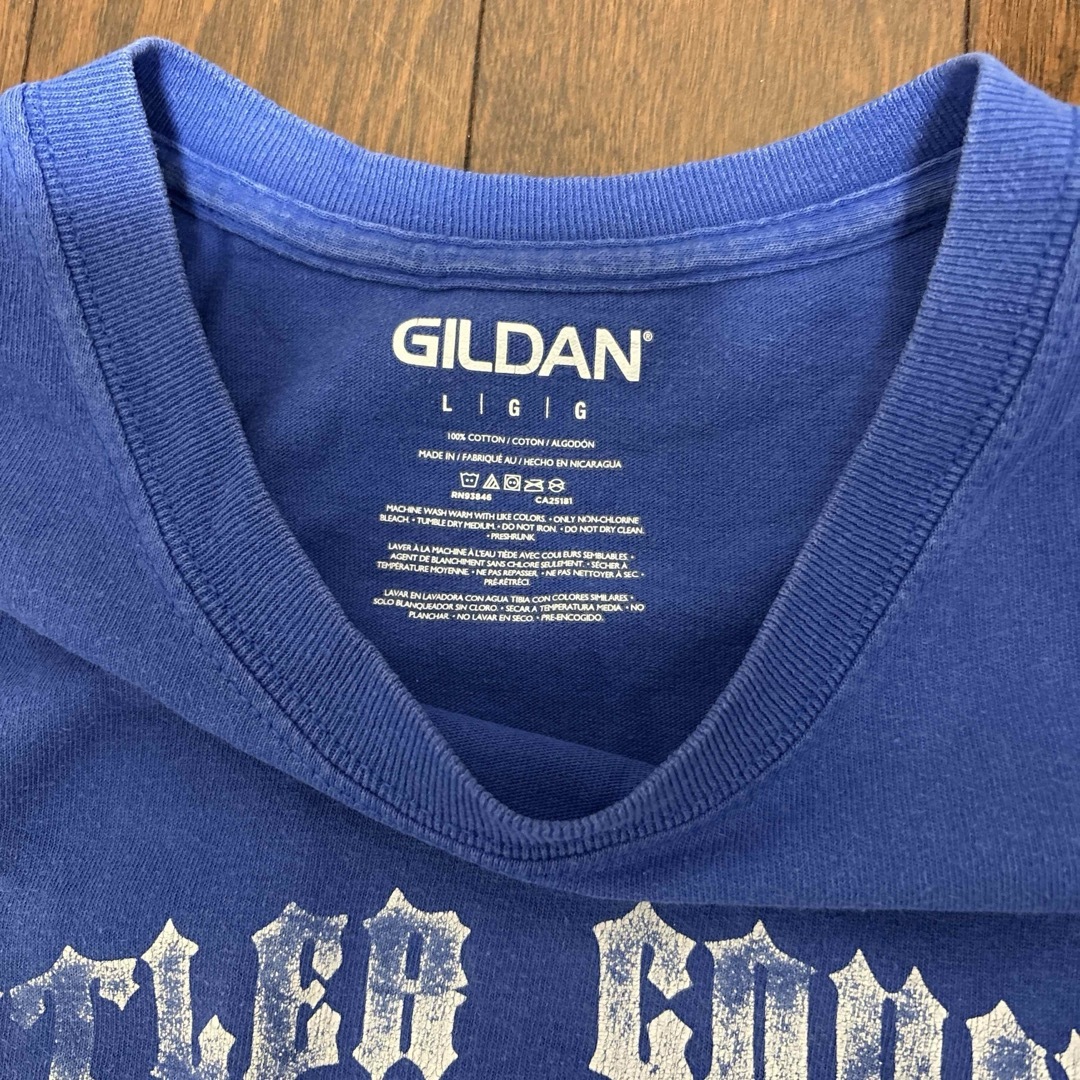 GILDAN®
L | G | G
100% COTTON / COTON / ALGODÓN
MADE IN / FABRIQUÉ AU / HECHO EN NICARAGUA
RN93846 CA25181
MACHINE WASH WARM WITH LIKE COLORS. • ONLY NON-CHLORINE
BLEACH. • TUMBLE DRY MEDIUM. • DO NOT IRON. • DO NOT DRY CLEAN.
• PRESHRUNK.
LAVER À LA MACHINE À L'EAU TIÈDE AVEC COULEURS SEMBLABLES. •
AGENT DE BLANCHIMENT SANS CHLORE SEULEMENT. • SÉCHER À
TEMPÉRATURE MOYENNE. • NE PAS REPASSER. • NE PAS NETTOYER À SEC. •
PRÉ-RÉTRÉCI.
LAVAR EN LAVADORA CON AGUA TIBIA CON COLORES SIMILARES. •
SOLO BLANQUEADOR SIN CLORO. • SECAR A TEMPERATURA MEDIA. • NO
PLANCHAR. • NO LAVAR EN SECO. • PRE-ENCOGIDO.